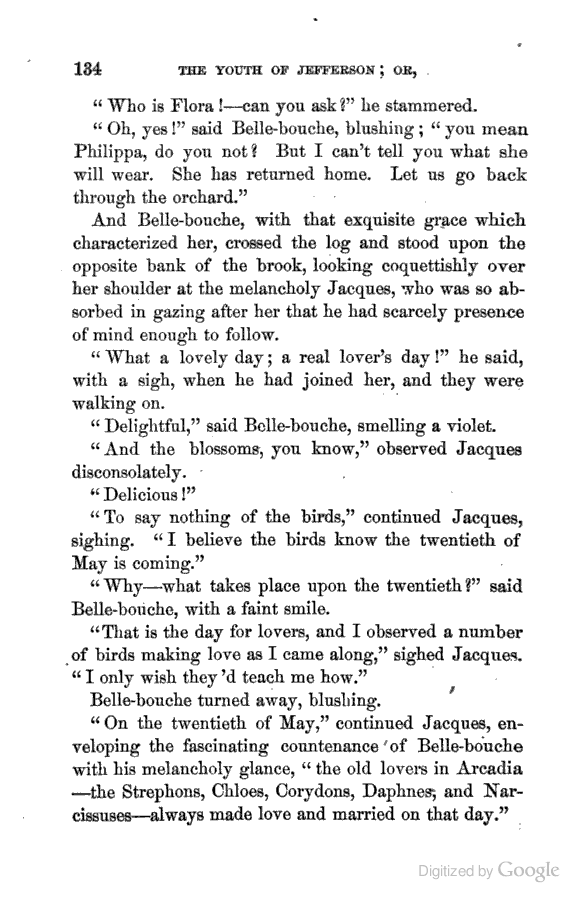 134 THE YOUTH OF JEFFERSON; OR,
"Who is Flora!—can you ask?" he stammered.
"Oh, yes!" said Belle-bouche, blushing; "you mean
Philippa, do you not? But I can't tell you what she
will wear. She has returned home. Let us go back
through the orchard."
And Belle-bouche, with that exquisite grace which
characterized her, crossed the log and stood upon the
opposite bank of the brook, looking coquettishly over
her shoulder at the melancholy Jacques, who was so ab-
sorbed in gazing after her that he had scarcely presence
of mind enough to follow.
"What a lovely day; a real lover's day!" he said,
with a sigh, when he had joined her, and they were
walking on.
"Delightful," said Belle-bouche, smelling a violet.
"And the blossoms, you know," observed Jacques
disconsolately.
"Delicious!"
"To say nothing of the birds," continued Jacques,
sighing. "I believe the birds know the twentieth of
May is coming."
"Why—what takes place upon the twentieth?" said
Belle-bouche, with a faint smile.
"That is the day for lovers, and I observed a number
of birds making love as I came along," sighed Jacques.
"I only wish they'd teach me how."
Belle-bouche turned away, blushing.
"On the twentieth of May," continued Jacques, en-
veloping the fascinating countenance of Belle-bouche
with his melancholy glance, "the old lovers in Arcadia
—the Strephons, Chloes, Corydons, Daphnes, and Nar-
cissuses—always made love and married on that day."
Digitized by Google